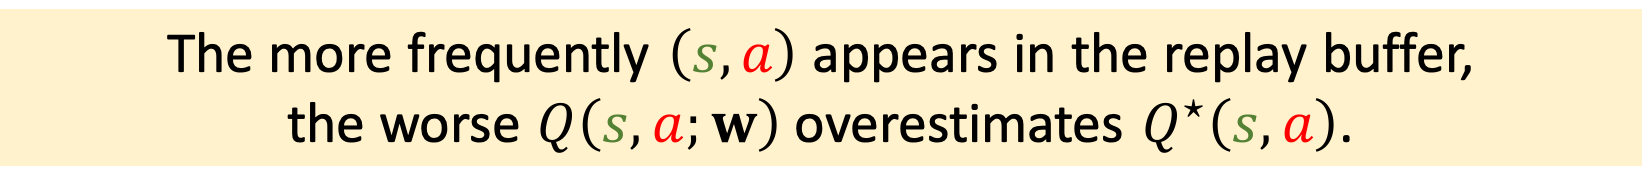 The more frequently (s, a) appears in the replay buffer,
the worse Q(s, a; w) overestimates Q⋆(s, a).